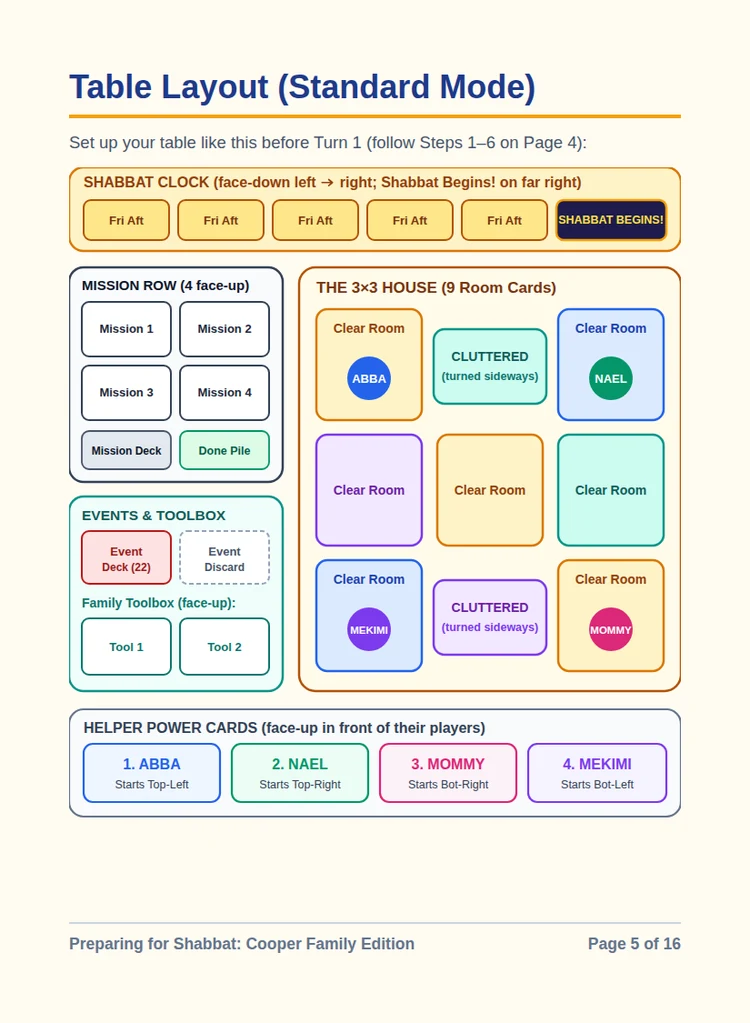 Table Layout (Standard Mode)
Set up your table like this before Turn 1 (follow Steps 1–6 on Page 4):
SHABBAT CLOCK (face-down left → right; Shabbat Begins! on far right)
Fri Aft
Fri Aft
Fri Aft
Fri Aft
Fri Aft
SHABBAT BEGINS!
MISSION ROW (4 face-up)
Mission 1
Mission 2
Mission 3
Mission 4
Mission Deck
Done Pile
EVENTS & TOOLBOX
Event
Deck (22)
Event
Discard
Family Toolbox (face-up):
Tool 1
Tool 2
THE 3×3 HOUSE (9 Room Cards)
Clear Room
ABBA
CLUTTERED
(turned sideways)
Clear Room
NAEL
Clear Room
Clear Room
Clear Room
Clear Room
MEKIMI
CLUTTERED
(turned sideways)
Clear Room
MOMMY
HELPER POWER CARDS (face-up in front of their players)
1. ABBA
Starts Top-Left
2. NAEL
Starts Top-Right
3. MOMMY
Starts Bot-Right
4. MEKIMI
Starts Bot-Left
Preparing for Shabbat: Cooper Family Edition
Page 5 of 16